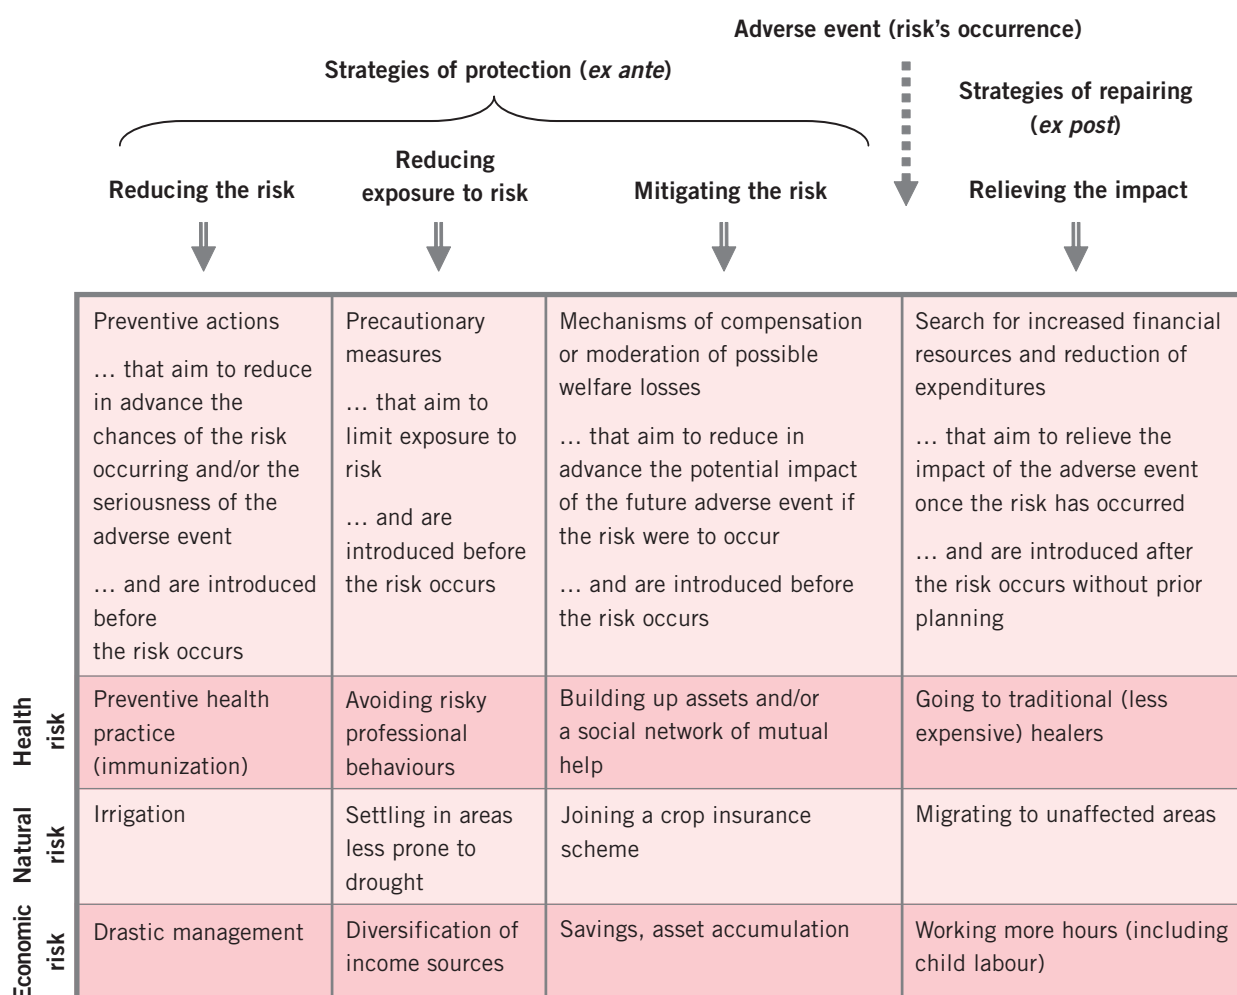 Adverse event (risk's occurrence)
Strategies of protection (ex ante)
Strategies of repairing
(ex post)
Reducing the risk
Reducing
exposure to risk
Mitigating the risk
Relieving the impact
Preventive actions
… that aim to reduce
in advance the
chances of the risk
occurring and/or the
seriousness of the
adverse event
… and are introduced
before
the risk occurs
Precautionary
measures
… that aim to
limit exposure to
risk
… and are
introduced before
the risk occurs
Mechanisms of compensation
or moderation of possible
welfare losses
… that aim to reduce in
advance the potential impact
of the future adverse event if
the risk were to occur
… and are introduced before
the risk occurs
Search for increased financial
resources and reduction of
expenditures
… that aim to relieve the
impact of the adverse event
once the risk has occurred
… and are introduced after
the risk occurs without prior
planning
Health
risk
Preventive health
practice
(immunization)
Avoiding risky
professional
behaviours
Building up assets and/or
a social network of mutual
help
Going to traditional (less
expensive) healers
Natural
risk
Irrigation
Settling in areas
less prone to
drought
Joining a crop insurance
scheme
Migrating to unaffected areas
Economic
risk
Drastic management
Diversification of
income sources
Savings, asset accumulation
Working more hours (including
child labour)